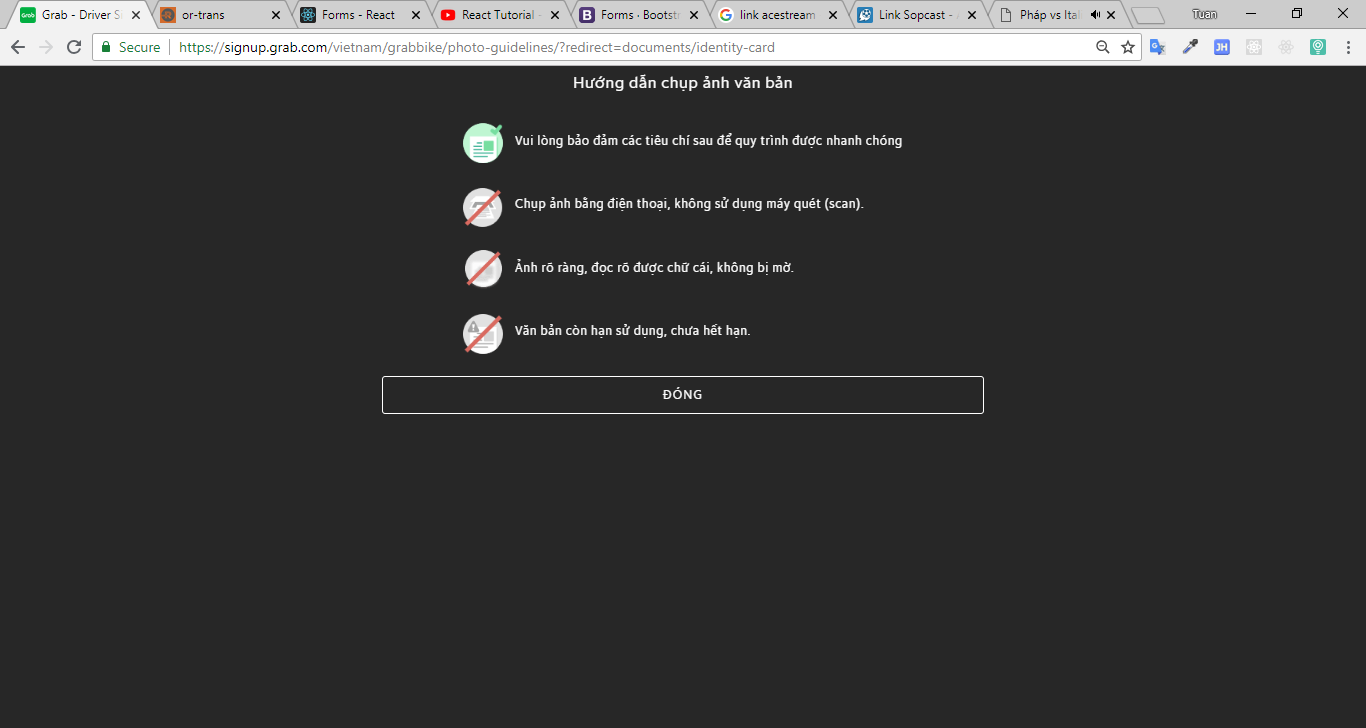 Grab - Driver Si
or-trans
Forms - React
React Tutorial -
Forms · Bootst
link acestream
Link Sopcast -
Pháp vs Ital
Tuan
Secure
https://signup.grab.com/vietnam/grabbike/photo-guidelines/?redirect=documents/identity-card
JH
Hướng dẫn chụp ảnh văn bản
Vui lòng bảo đảm các tiêu chí sau để quy trình được nhanh chóng
Chụp ảnh bằng điện thoại, không sử dụng máy quét (scan).
Ảnh rõ ràng, đọc rõ được chữ cái, không bị mờ.
Văn bản còn hạn sử dụng, chưa hết hạn.
ĐÓNG